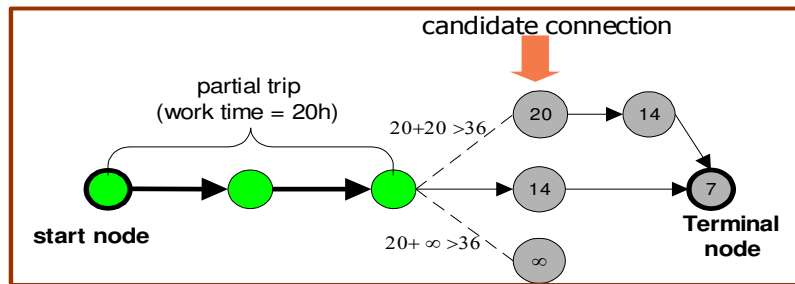 candidate connection
partial trip
(work time = 20h)
20+20 >36
20
14
14
7
start node
Terminal
node
20+ ∞ >36
∞